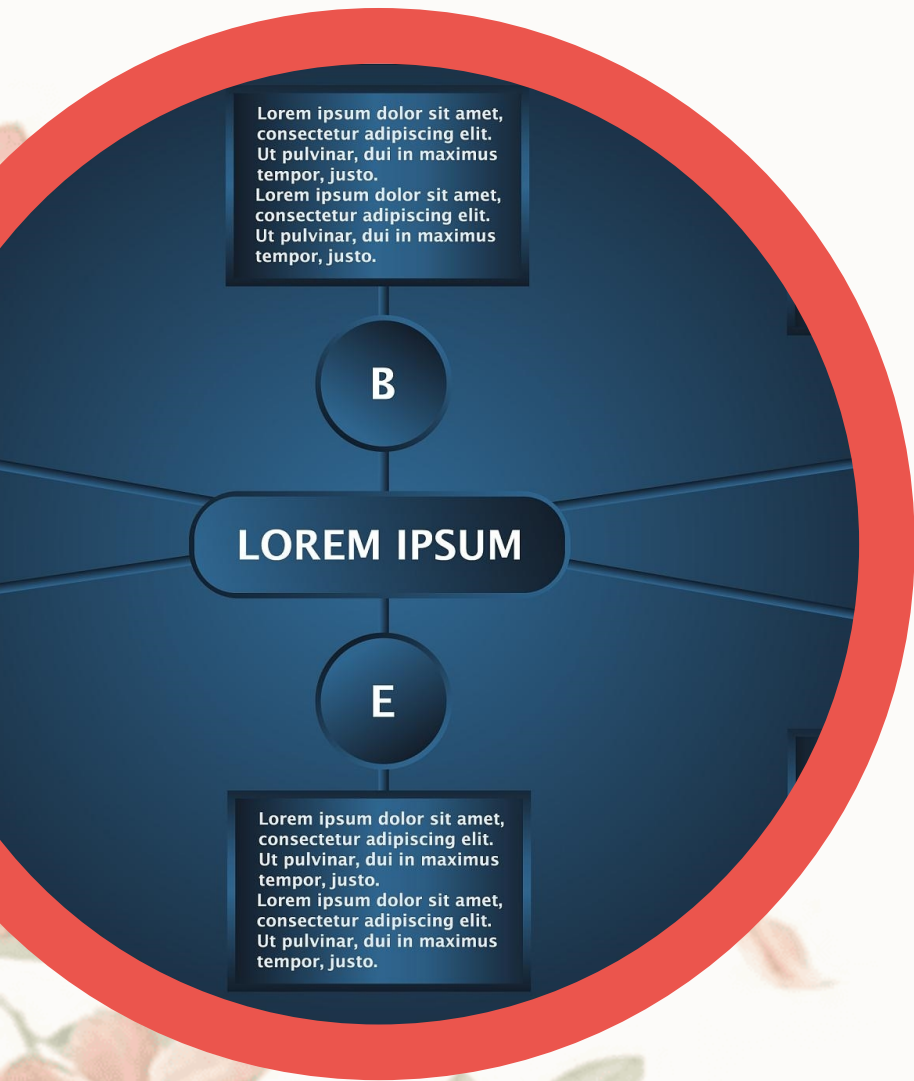 Lorem ipsum dolor sit amet,
consectetur adipiscing elit.
Ut pulvinar, dui in maximus
tempor, justo.
Lorem ipsum dolor sit amet,
consectetur adipiscing elit.
Ut pulvinar, dui in maximus
tempor, justo.
B
LOREM IPSUM
E
Lorem ipsum dolor sit amet,
consectetur adipiscing elit.
Ut pulvinar, dui in maximus
tempor, justo.
Lorem ipsum dolor sit amet,
consectetur adipiscing elit.
Ut pulvinar, dui in maximus
tempor, justo.